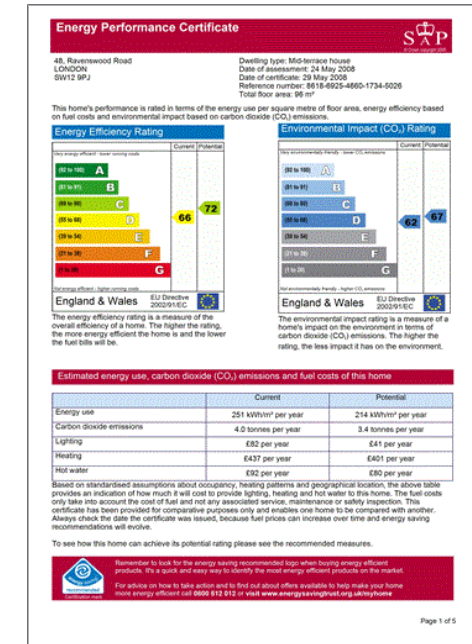 Energy Performance Certificate
SAP
48, Ravenswood Road
LONDON
SW12 9PJ
Dwelling type: Mid-terrace house
Date of assessment: 24 May 2008
Date of certificate: 29 May 2008
Reference number: 8618-6925-4660-1734-5026
Total floor area: 96 m²
This home's performance is rated in terms of the energy use per square metre of floor area, energy efficiency based
on fuel costs and environmental impact based on carbon dioxide (CO₂) emissions.
Energy Efficiency Rating
Current Potential
Very energy efficient - lower running costs
(92 to 100) A
(81 to 91) B
(69 to 80) C
(55 to 68) D
(39 to 54) E
(21 to 38) F
(1 to 20) G
66
72
Not energy efficient - higher running costs
England & Wales
EU Directive
2002/91/EC
The energy efficiency rating is a measure of the
overall efficiency of a home. The higher the rating,
the more energy efficient the home is and the lower
the fuel bills will be.
Environmental Impact (CO₂) Rating
Current Potential
Very environmentally friendly - lower CO₂ emissions
(92 to 100) A
(81 to 91) B
(69 to 80) C
(55 to 68) D
(39 to 54) E
(21 to 38) F
(1 to 20) G
62
67
Not environmentally friendly - higher CO₂ emissions
England & Wales
EU Directive
2002/91/EC
The environmental impact rating is a measure of a
home's impact on the environment in terms of
carbon dioxide (CO₂) emissions. The higher the
rating, the less impact it has on the environment.
Estimated energy use, carbon dioxide (CO₂) emissions and fuel costs of this home
Current Potential
Energy use 251 kWh/m² per year 214 kWh/m² per year
Carbon dioxide emissions 4.0 tonnes per year 3.4 tonnes per year
Lighting £82 per year £41 per year
Heating £437 per year £401 per year
Hot water £92 per year £80 per year
Based on standardised assumptions about occupancy, heating patterns and geographical location, the above table
provides an indication of how much it will cost to provide lighting, heating and hot water to this home. The fuel costs
only take into account the cost of fuel and not any associated service, maintenance or safety inspection. This
certificate has been provided for comparative purposes only and enables one home to be compared with another.
Always check the date the certificate was issued, because fuel prices can increase over time and energy saving
recommendations will evolve.
To see how this home can achieve its potential rating please see the recommended measures.
Remember to look for the energy saving recommended logo when buying energy efficient
products. It's a quick and easy way to identify the most energy efficient products on the market.
For advice on how to take action and to find out about offers available to help make your home
more energy efficient call 0800 512 012 or visit www.energysavingtrust.org.uk/myhome
recommended
Certification mark
Page 1 of 5